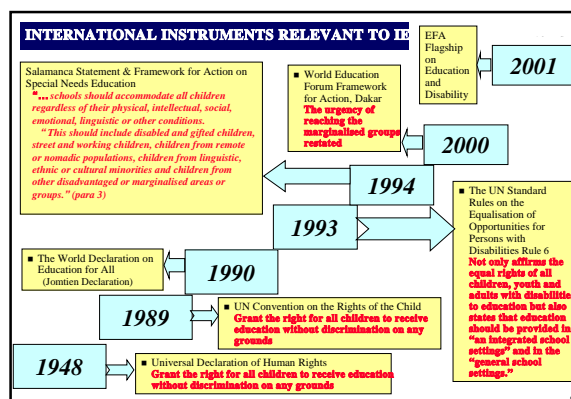 INTERNATIONAL INSTRUMENTS RELEVANT TO IE
EFA
Flagship
on
Education
and
Disability
2001
Salamanca Statement & Framework for Action on
Special Needs Education
“... schools should accommodate all children
regardless of their physical, intellectual, social,
emotional, linguistic or other conditions.
“ This should include disabled and gifted children,
street and working children, children from remote
or nomadic populations, children from linguistic,
ethnic or cultural minorities and children from
other disadvantaged or marginalised areas or
groups.” (para 3)
■ World Education
Forum Framework
for Action, Dakar
The urgency of
reaching the
marginalised groups
restated
2000
1994
1993
■ The UN Standard
Rules on the
Equalisation of
Opportunities for
Persons with
Disabilities Rule 6
Not only affirms the
equal rights of all
children, youth and
adults with disabilities
to education but also
states that education
should be provided in
“an integrated school
settings” and in the
“general school
settings.”
■ The World Declaration on
Education for All
(Jomtien Declaration)
1990
1989
■ UN Convention on the Rights of the Child
Grant the right for all children to receive
education without discrimination on any
grounds
1948
■ Universal Declaration of Human Rights
Grant the right for all children to receive education
without discrimination on any grounds